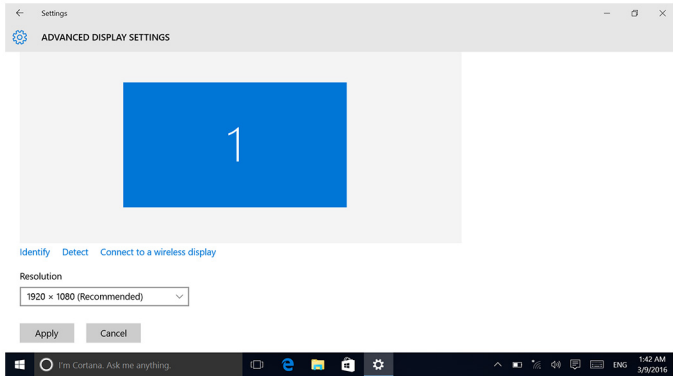 Settings
ADVANCED DISPLAY SETTINGS
1
Identify Detect Connect to a wireless display
Resolution
1920 × 1080 (Recommended)
Apply Cancel
I'm Cortana. Ask me anything.
ENG
1:42 AM
3/9/2016